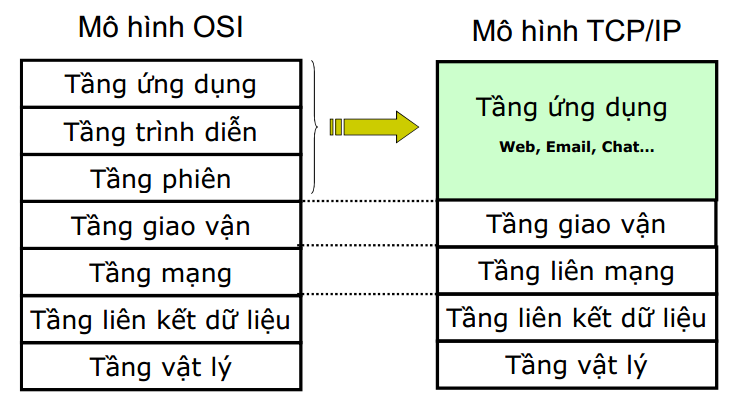 Mô hình OSI
Tầng ứng dụng
Tầng trình diễn
Tầng phiên
Tầng giao vận
Tầng mạng
Tầng liên kết dữ liệu
Tầng vật lý
Mô hình TCP/IP
Tầng ứng dụng
Web, Email, Chat...
Tầng giao vận
Tầng liên mạng
Tầng liên kết dữ liệu
Tầng vật lý